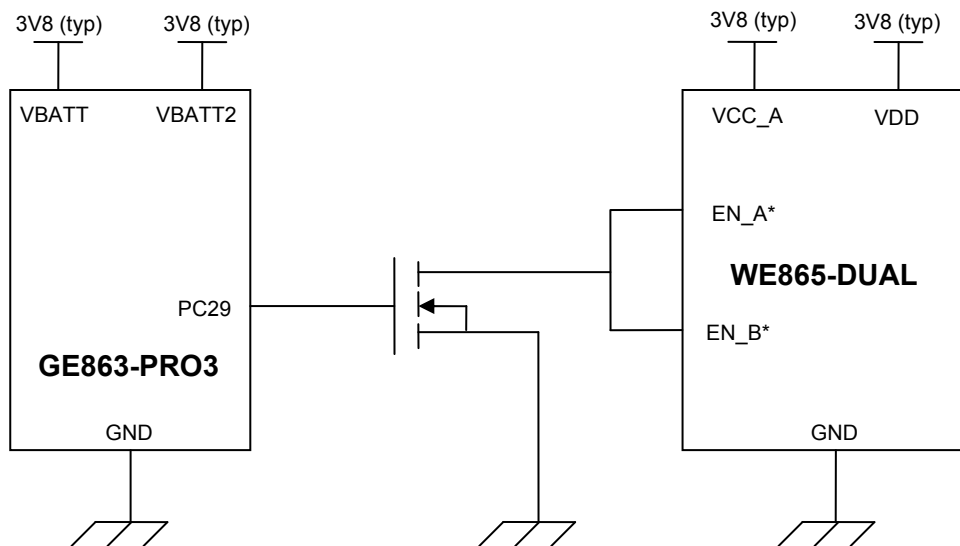 3V8 (typ)
3V8 (typ)
3V8 (typ)
3V8 (typ)
VBATT
VBATT2
VCC_A
VDD
EN_A*
WE865-DUAL
PC29
EN_B*
GE863-PRO3
GND
GND